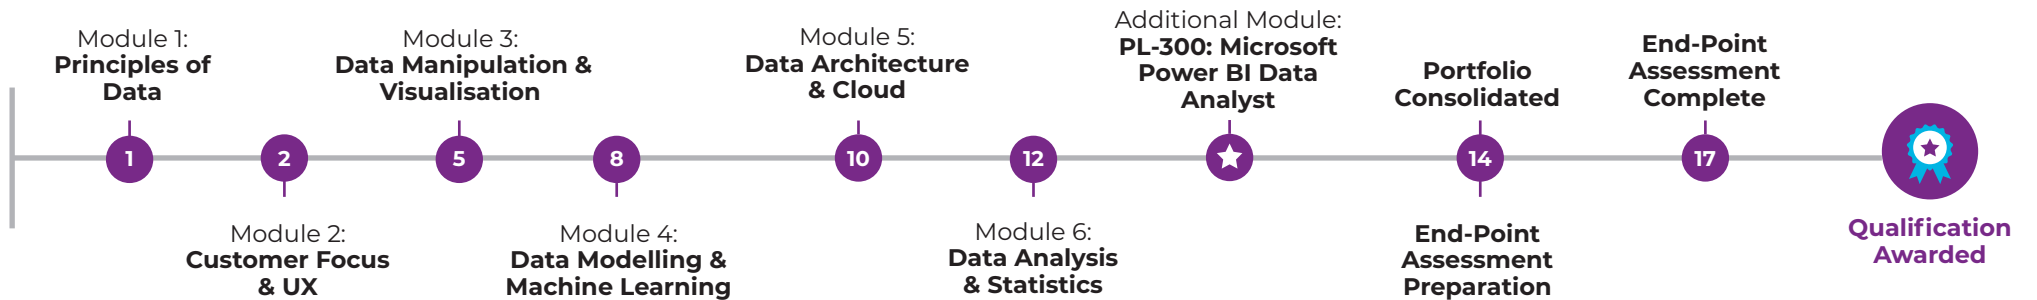 Module 1:
Principles of
Data
1
2
Module 2:
Customer Focus
& UX
Module 3:
Data Manipulation &
Visualisation
5
8
Module 4:
Data Modelling &
Machine Learning
Module 5:
Data Architecture
& Cloud
10
12
Module 6:
Data Analysis
& Statistics
Additional Module:
PL-300: Microsoft
Power BI Data
Analyst
Portfolio
Consolidated
14
End-Point
Assessment
Preparation
End-Point
Assessment
Complete
17
Qualification
Awarded